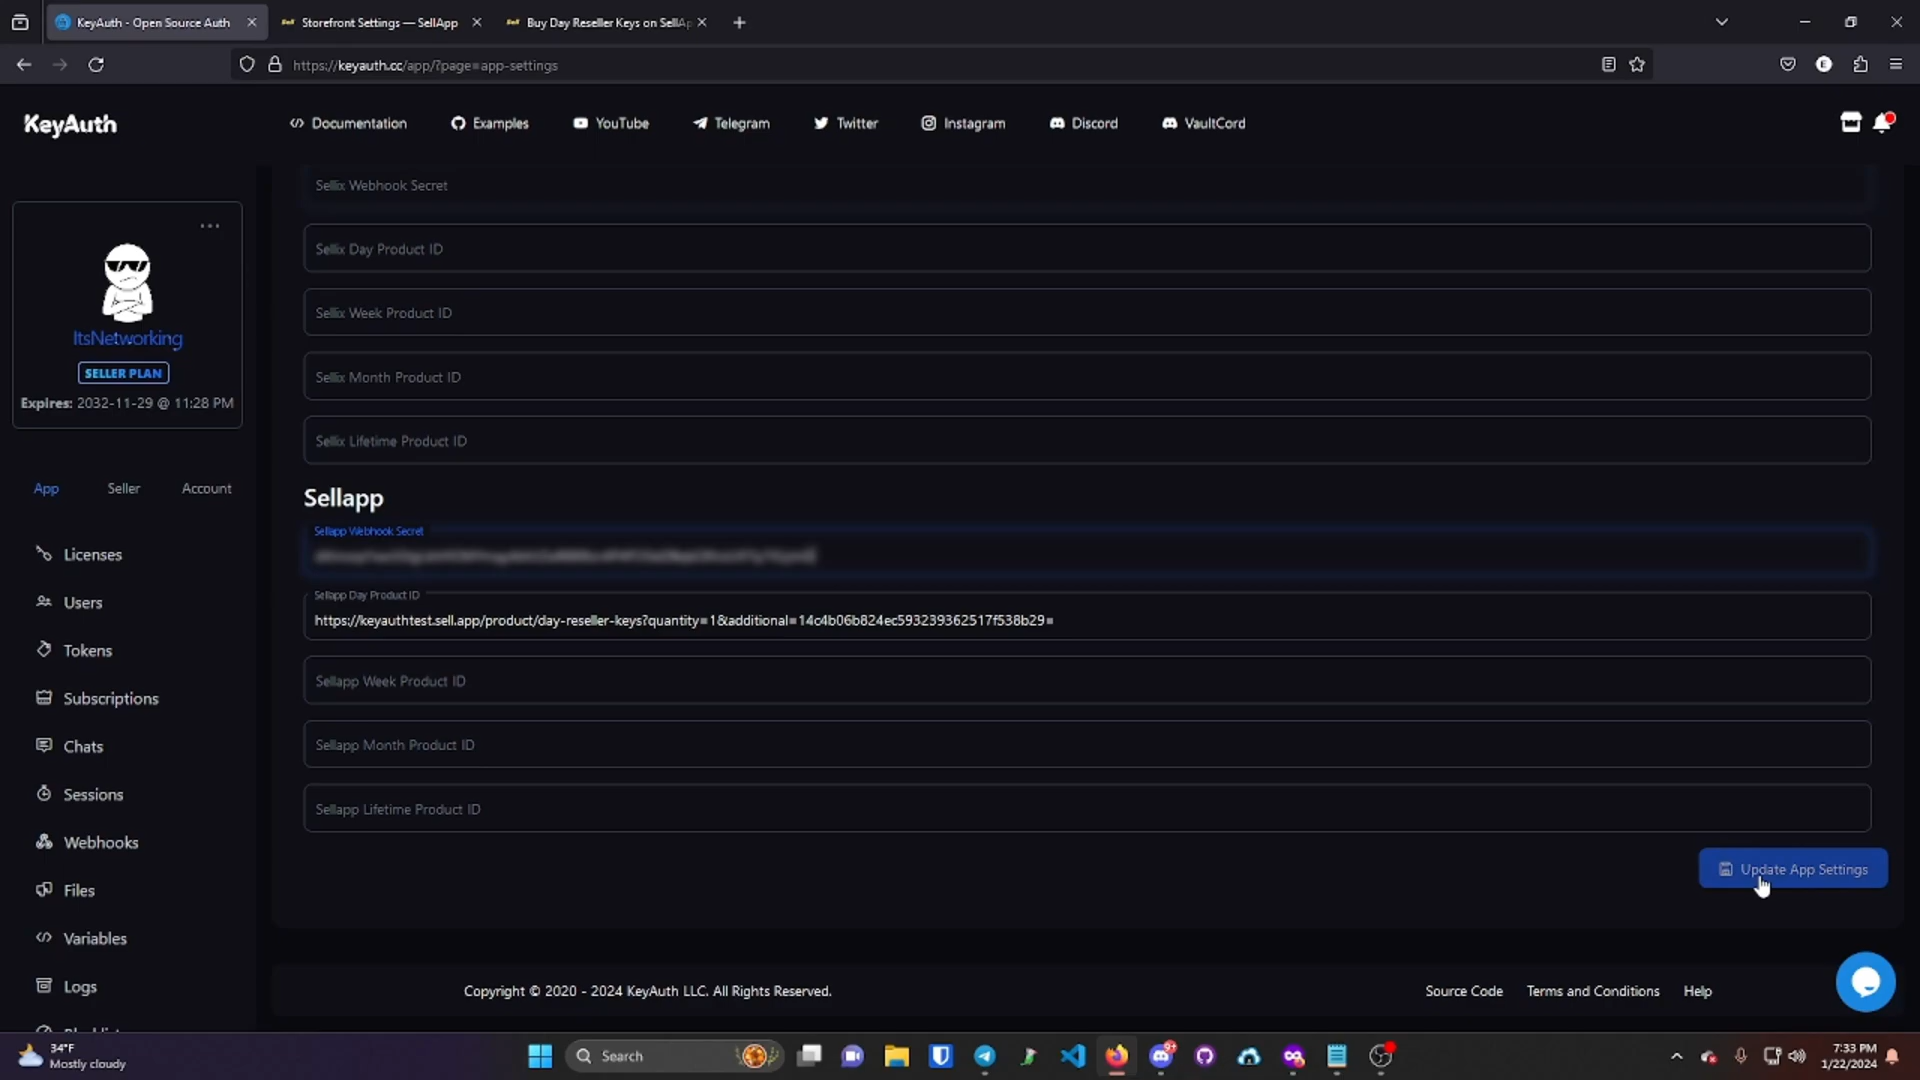 KeyAuth - Open Source Auth
Storefront Settings — SellApp
Buy Day Reseller Keys on SellAp
https://keyauth.cc/app/?page=app-settings
KeyAuth
Documentation
Examples
YouTube
Telegram
Twitter
Instagram
Discord
VaultCord
ItsNetworking
SELLER PLAN
Expires: 2032-11-29 @ 11:28 PM
App
Seller
Account
Licenses
Users
Tokens
Subscriptions
Chats
Sessions
Webhooks
Files
Variables
Logs
Sellix Webhook Secret
Sellix Day Product ID
Sellix Week Product ID
Sellix Month Product ID
Sellix Lifetime Product ID
Sellapp
Sellapp Webhook Secret
Sellapp Day Product ID
https://keyauthtest.sell.app/product/day-reseller-keys?quantity=1&additional=14c4b06b824ec593239362517f538b29=
Sellapp Week Product ID
Sellapp Month Product ID
Sellapp Lifetime Product ID
Update App Settings
Copyright © 2020 - 2024 KeyAuth LLC. All Rights Reserved.
Source Code
Terms and Conditions
Help
34°F
Mostly cloudy
Search
9+
7:33 PM
1/22/2024